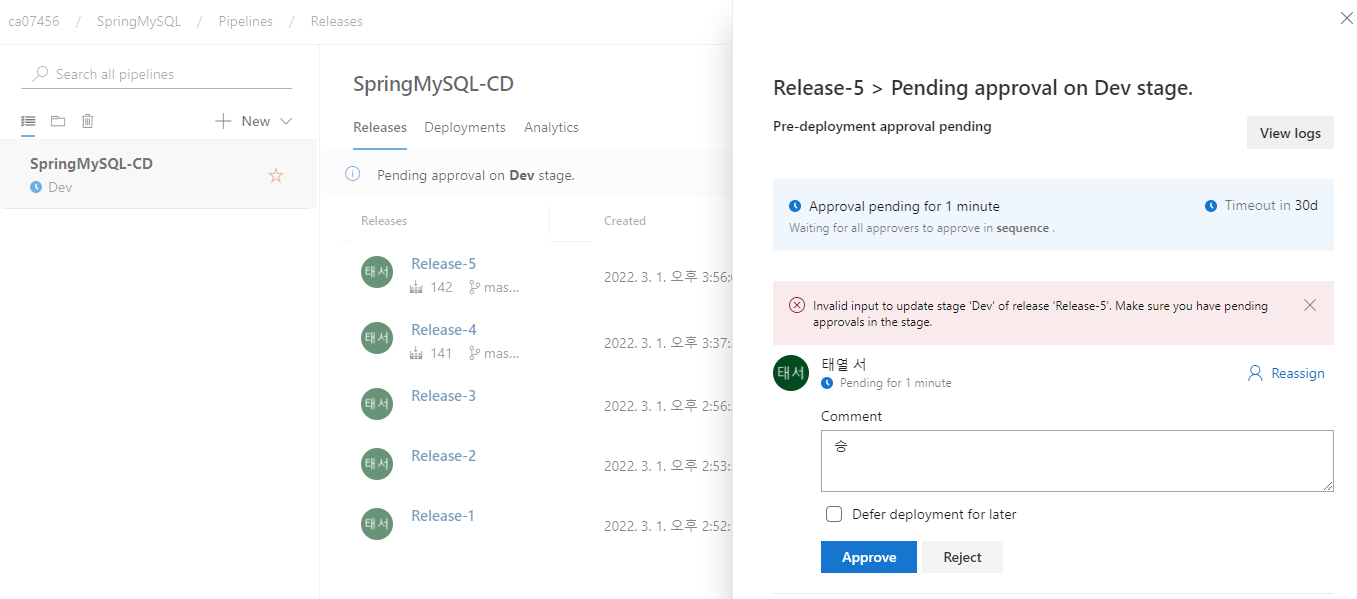 ca07456 / SpringMySQL / Pipelines / Releases
Search all pipelines
New
SpringMySQL-CD
Dev
SpringMySQL-CD
Releases Deployments Analytics
Pending approval on Dev stage.
Releases Created
태서 Release-5 2022. 3. 1. 오후 3:56:
142 mas...
태서 Release-4 2022. 3. 1. 오후 3:37:
141 mas...
태서 Release-3 2022. 3. 1. 오후 2:56:
태서 Release-2 2022. 3. 1. 오후 2:53:
태서 Release-1 2022. 3. 1. 오후 2:52:
Release-5 > Pending approval on Dev stage.
Pre-deployment approval pending
View logs
Approval pending for 1 minute Timeout in 30d
Waiting for all approvers to approve in sequence .
Invalid input to update stage 'Dev' of release 'Release-5'. Make sure you have pending
approvals in the stage.
태서 태열 서
Pending for 1 minute
Reassign
Comment
승
Defer deployment for later
Approve Reject